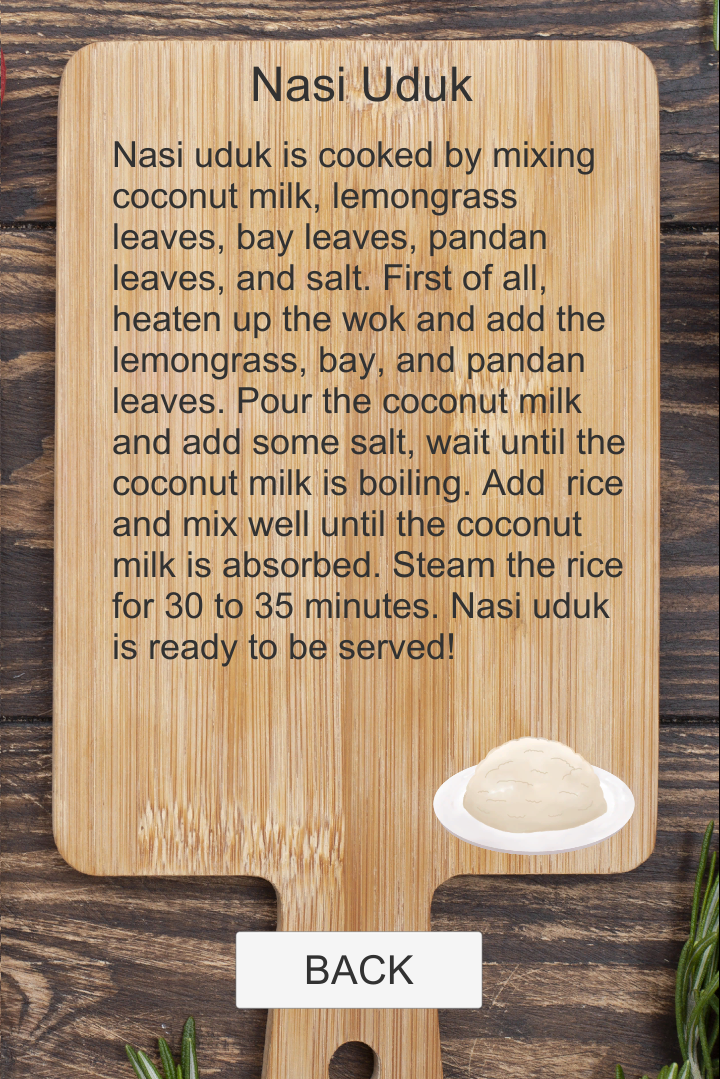 Nasi Uduk
Nasi uduk is cooked by mixing
coconut milk, lemongrass
leaves, bay leaves, pandan
leaves, and salt. First of all,
heaten up the wok and add the
lemongrass, bay, and pandan
leaves. Pour the coconut milk
and add some salt, wait until the
coconut milk is boiling. Add  rice
and mix well until the coconut
milk is absorbed. Steam the rice
for 30 to 35 minutes. Nasi uduk
is ready to be served!
BACK